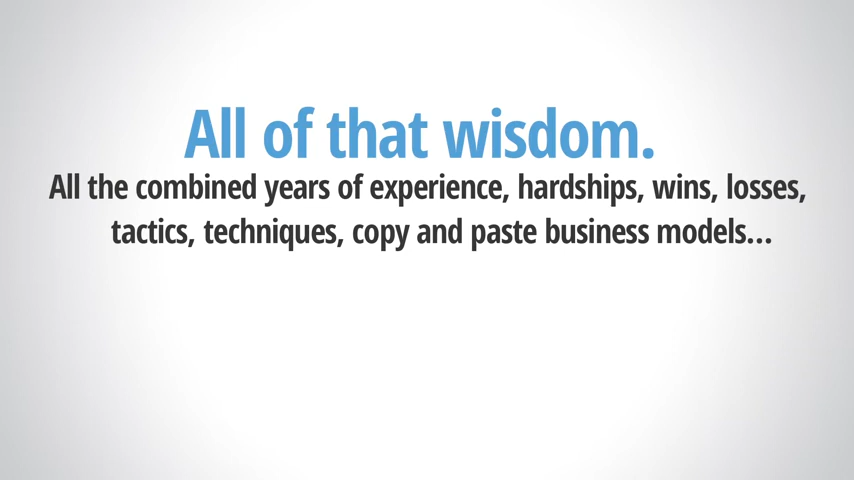 All of that wisdom.
All the combined years of experience, hardships, wins, losses,
tactics, techniques, copy and paste business models...